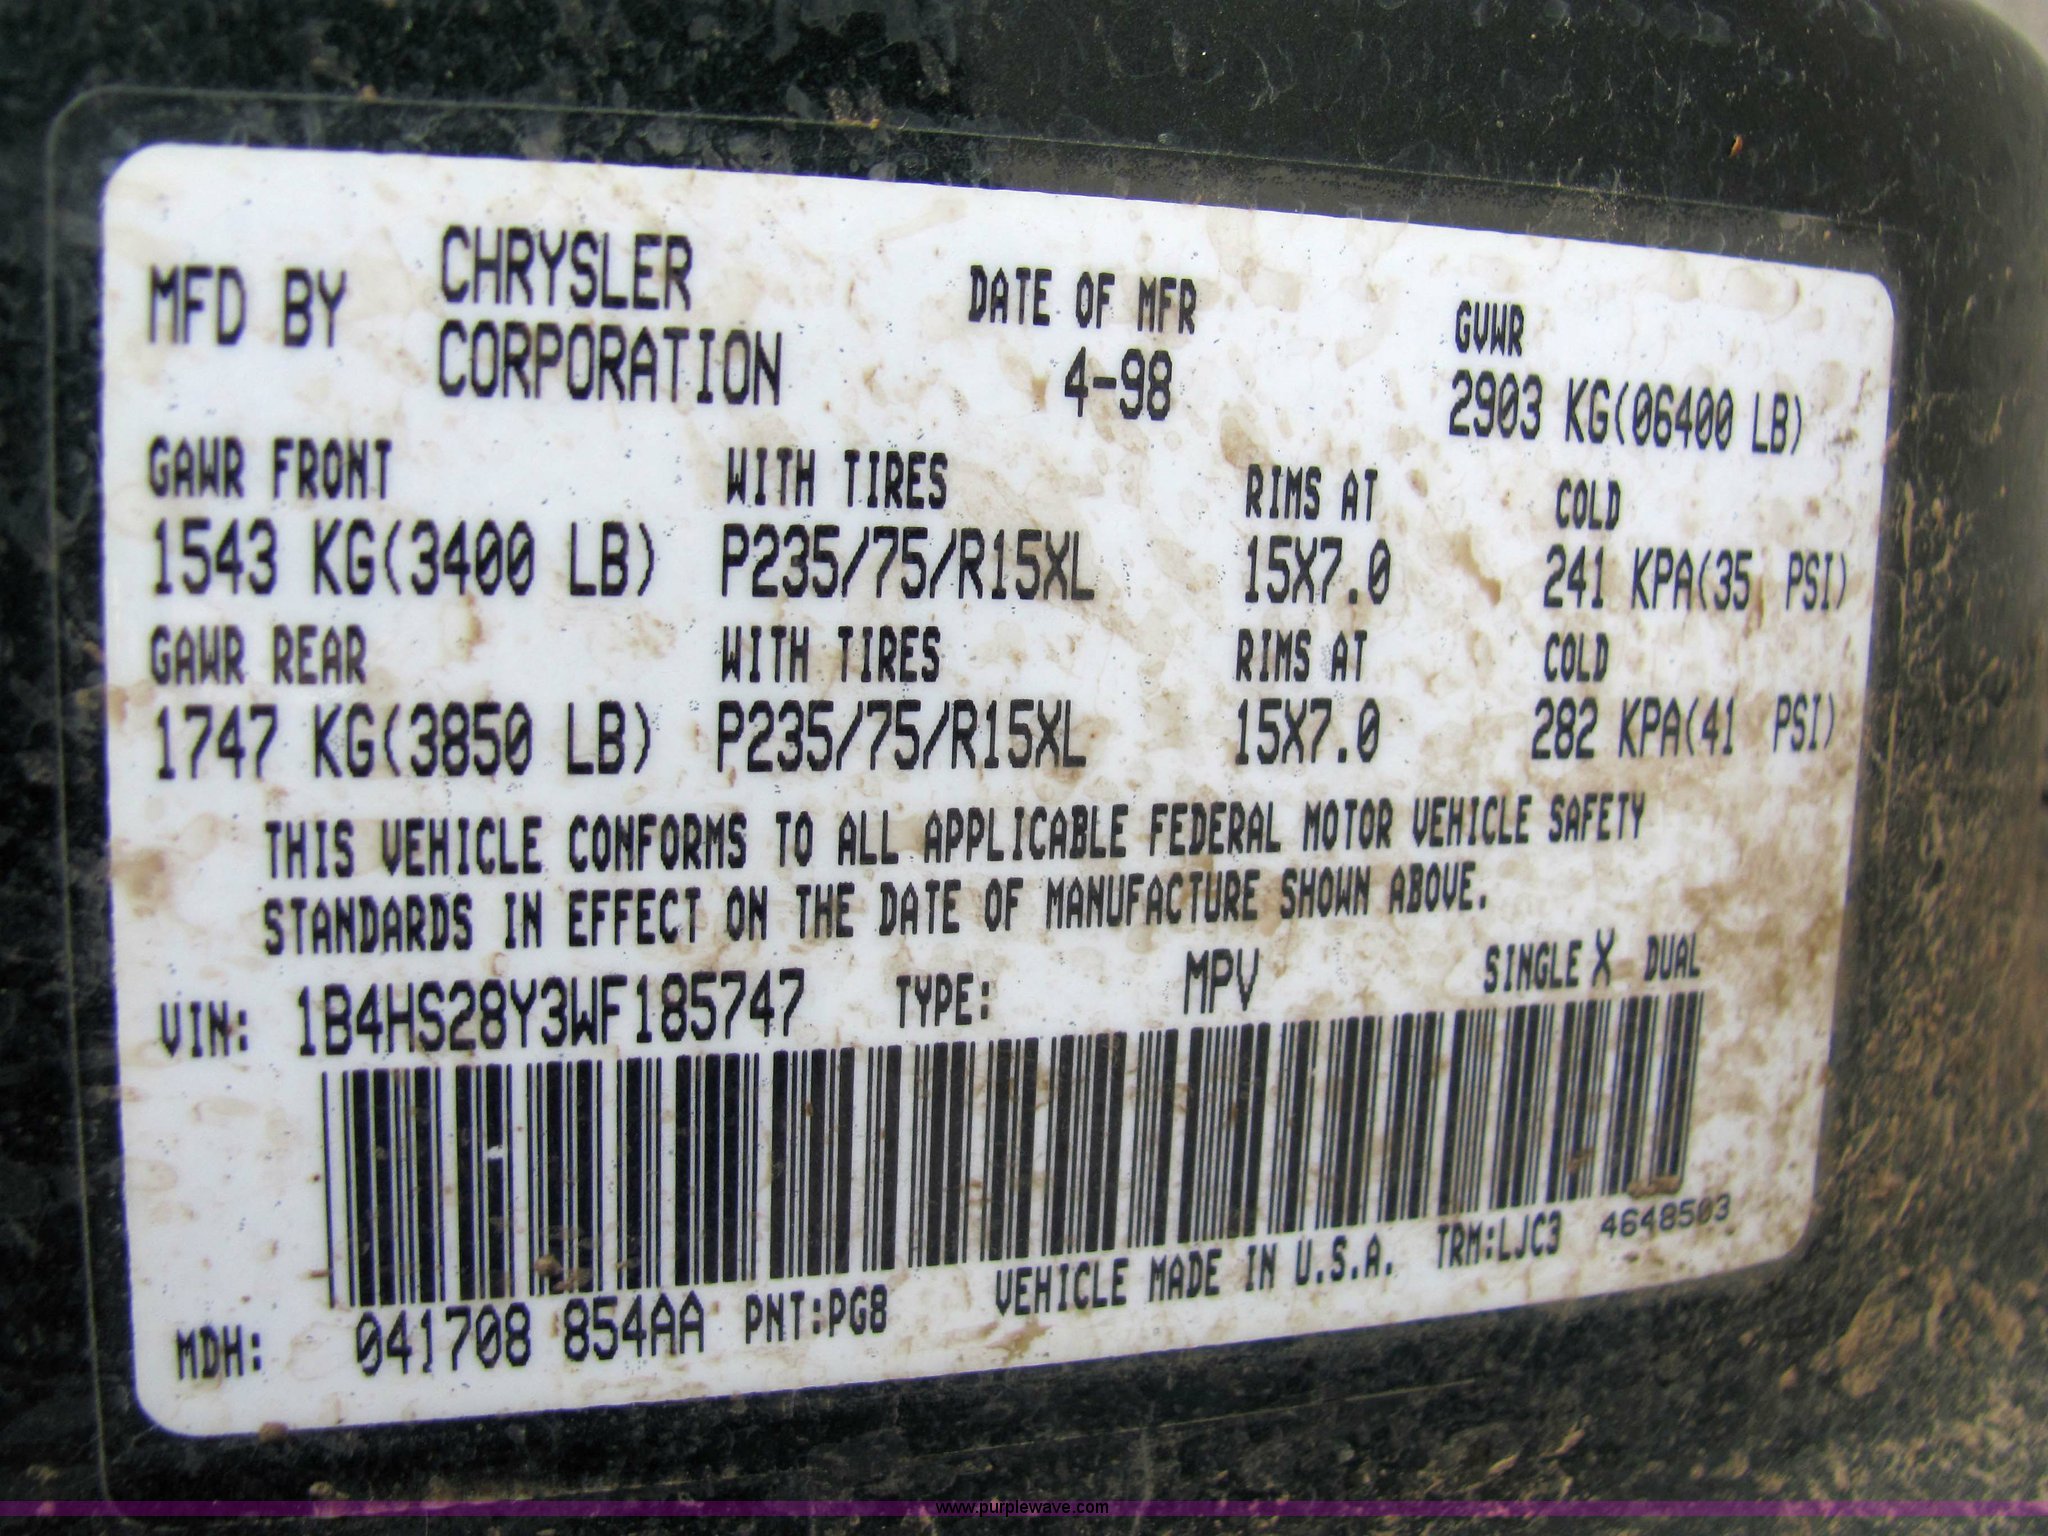 MFD BY CHRYSLER CORPORATION DATE OF MFR 4-98 GVWR 2903 KG(06400 LB)
GAWR FRONT WITH TIRES RIMS AT COLD
1543 KG(3400 LB) P235/75/R15XL 15X7.0 241 KPA(35 PSI)
GAWR REAR WITH TIRES RIMS AT COLD
1747 KG(3850 LB) P235/75/R15XL 15X7.0 282 KPA(41 PSI)
THIS VEHICLE CONFORMS TO ALL APPLICABLE FEDERAL MOTOR VEHICLE SAFETY
STANDARDS IN EFFECT ON THE DATE OF MANUFACTURE SHOWN ABOVE.
VIN: 1B4HS28Y3WF185747 TYPE: MPV SINGLE X DUAL
MDH: 041708 854AA PNT:PG8 VEHICLE MADE IN U.S.A. TRM:LJC3 4648503
www.purplewave.com